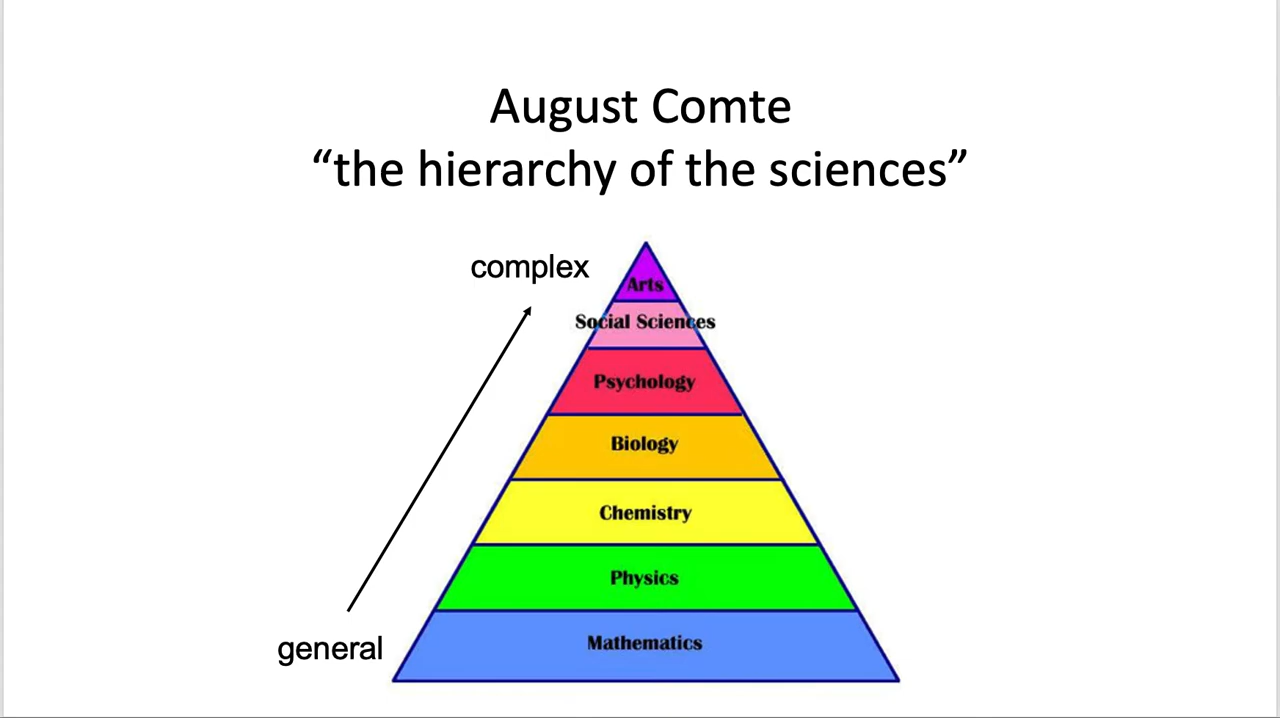 August Comte
“the hierarchy of the sciences”
complex
Arts
Social Sciences
Psychology
Biology
Chemistry
Physics
general
Mathematics